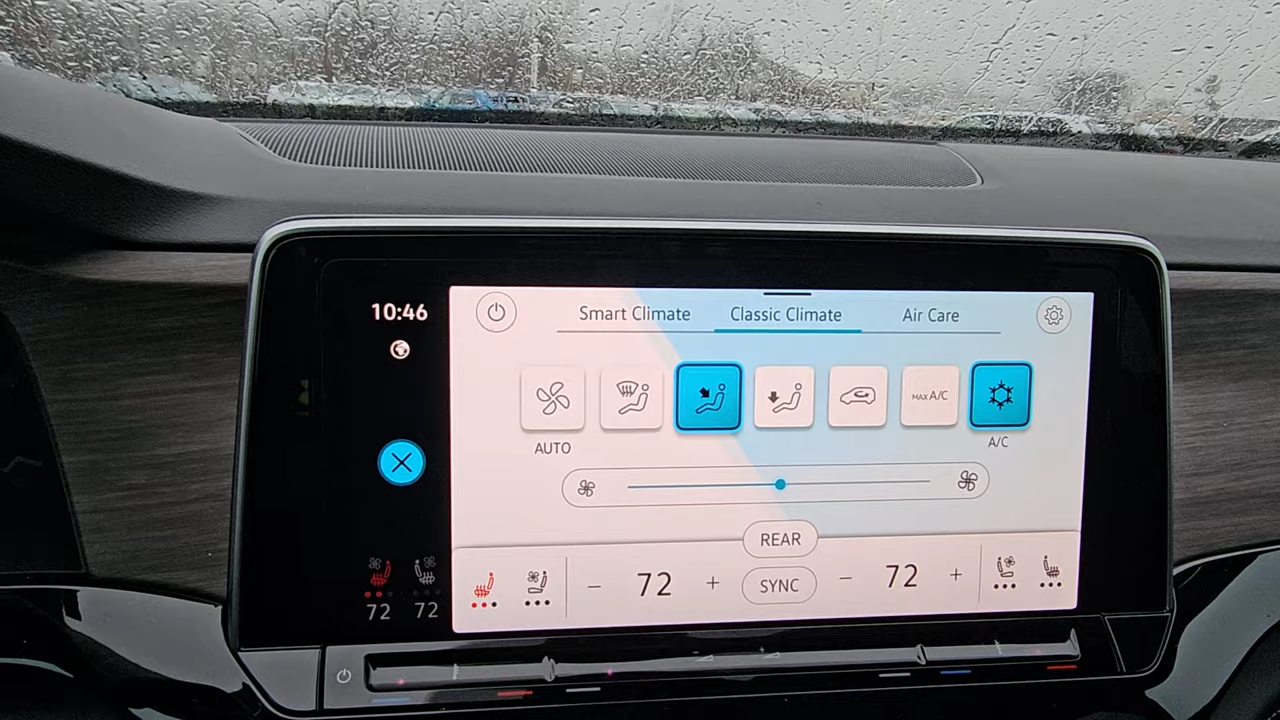 10:46
Smart Climate
Classic Climate
Air Care
MAX A/C
AUTO
A/C
REAR
72
SYNC
72
72
72